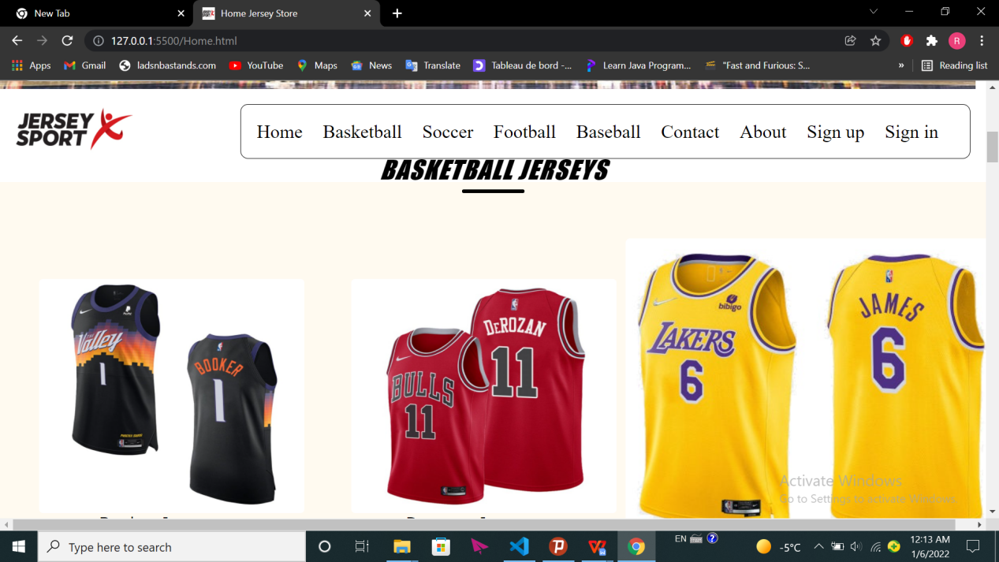 New Tab
Home Jersey Store
127.0.0.1:5500/Home.html
R
Apps
Gmail
ladsnbastands.com
YouTube
Maps
News
Translate
Tableau de bord -...
Learn Java Program...
"Fast and Furious: S...
»
Reading list
JERSEY
SPORT
Home
Basketball
Soccer
Football
Baseball
Contact
About
Sign up
Sign in
BASKETBALL JERSEYS
Valley
1
BOOKER
1
BULLS
11
DEROZAN
11
bibigo
LAKERS
6
JAMES
6
Activate Windows
Go to Settings to activate Windows.
Type here to search
EN
-5°C
12:13 AM
1/6/2022